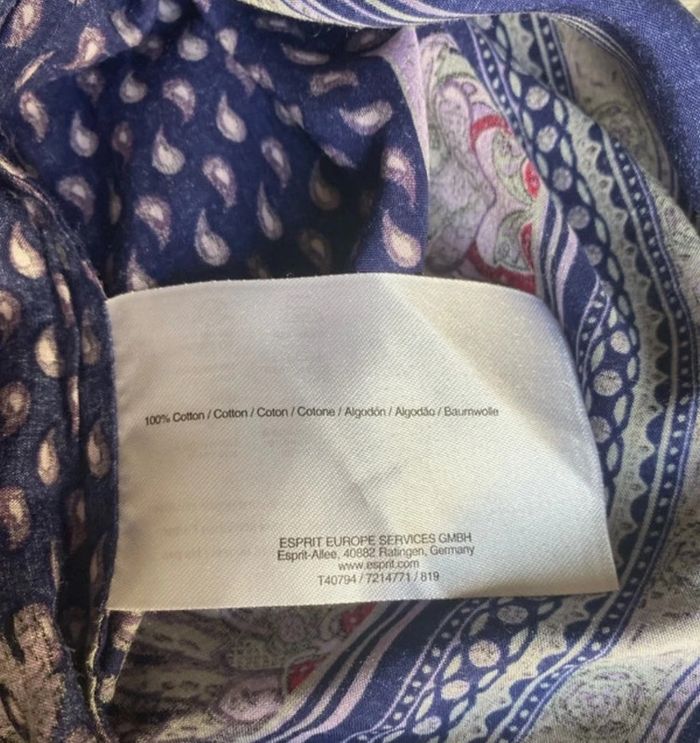 100% Cotton / Cotton / Coton / Cotone / Algodón / Algodão / Baumwolle
ESPRIT EUROPE SERVICES GMBH
Esprit-Allee, 40882 Ratingen, Germany
www.esprit.com
T40794 / 7214771 / 819